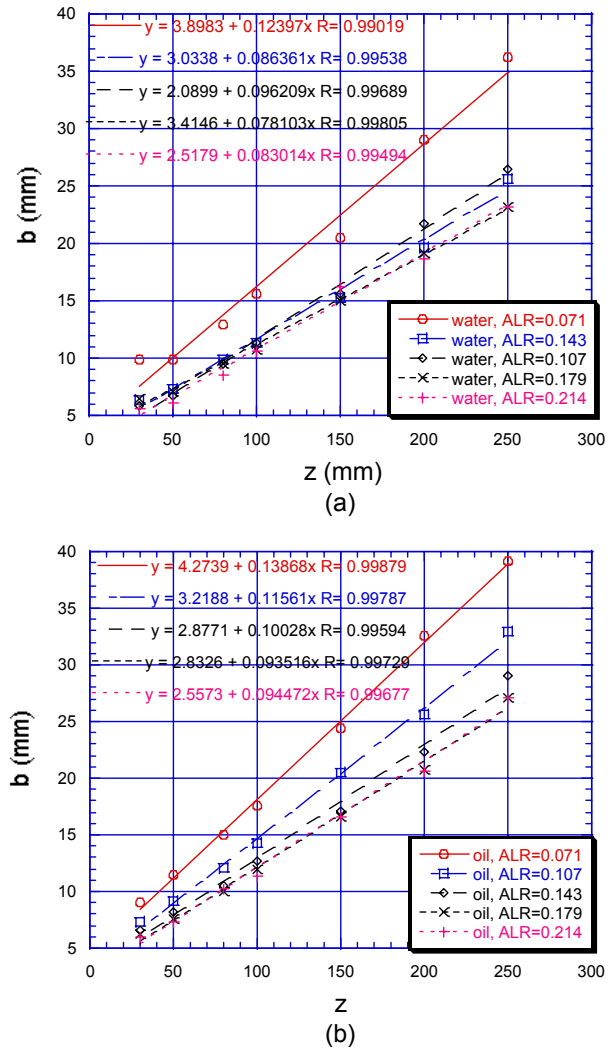 40
y = 3.8983 + 0.12397x R= 0.99019
35
y = 3.0338 + 0.086361x R= 0.99538
y = 2.0899 + 0.096209x R= 0.99689
30
y = 3.4146 + 0.078103x R= 0.99805
y = 2.5179 + 0.083014x R= 0.99494
25
b (mm)
20
15
water, ALR=0.071
water, ALR=0.143
10
water, ALR=0.107
water, ALR=0.179
water, ALR=0.214
5
0 50 100 150 200 250 300
z (mm)
(a)
40
y = 4.2739 + 0.13868x R= 0.99879
35
y = 3.2188 + 0.11561x R= 0.99787
y = 2.8771 + 0.10028x R= 0.99594
30
y = 2.8326 + 0.093516x R= 0.99729
y = 2.5573 + 0.094472x R= 0.99677
25
b (mm)
20
15
oil, ALR=0.071
oil, ALR=0.107
10
oil, ALR=0.143
oil, ALR=0.179
oil, ALR=0.214
5
0 50 100 150 200 250 300
z
(b)